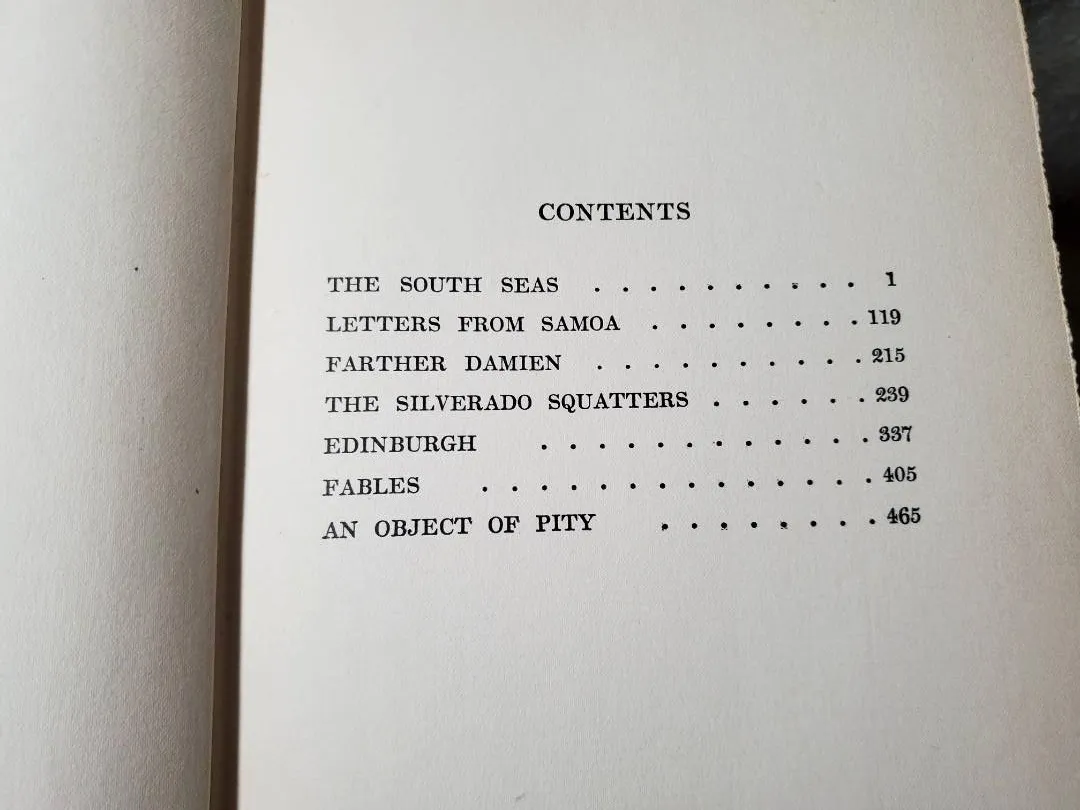 CONTENTS
THE SOUTH SEAS . . . . . . . . . . 1
LETTERS FROM SAMOA . . . . . . . . 119
FARTHER DAMIEN . . . . . . . . . . 215
THE SILVERADO SQUATTERS . . . . . . 239
EDINBURGH . . . . . . . . . . . . 337
FABLES . . . . . . . . . . . . . . 405
AN OBJECT OF PITY . . . . . . . . 465